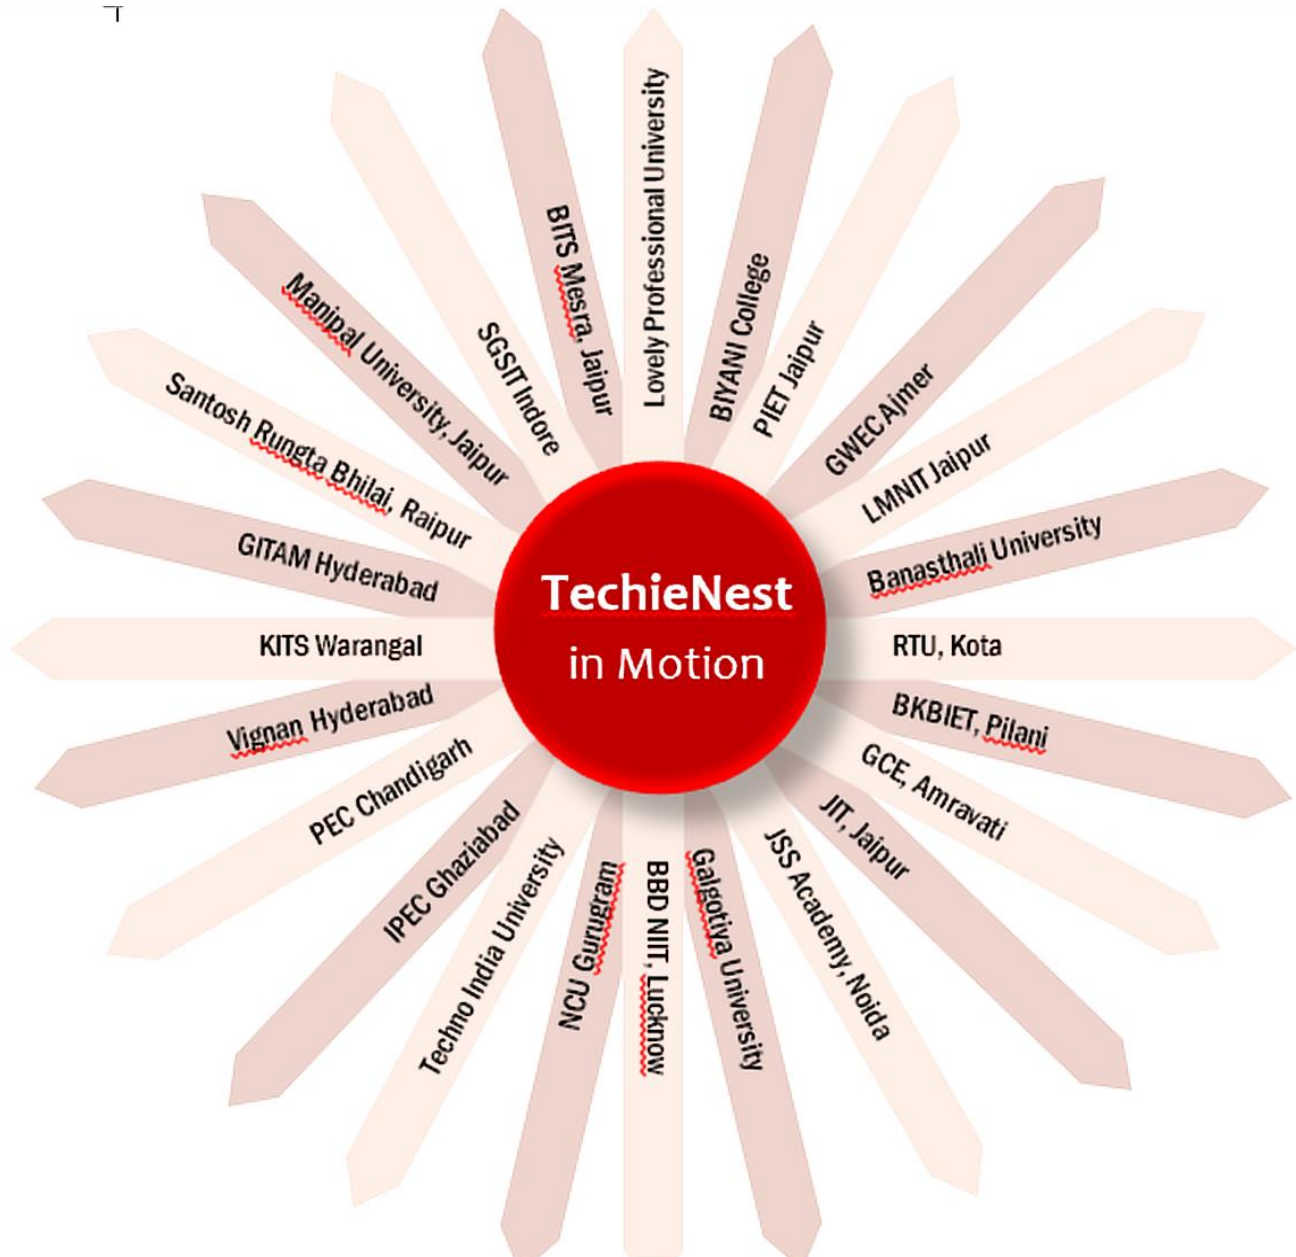 TechieNest
in Motion
Lovely Professional University
BIYANI College
PIET Jaipur
GWEC Ajmer
LMNIT Jaipur
Banasthali University
RTU, Kota
BKBIET, Pilani
GCE, Amravati
JIT, Jaipur
JSS Academy, Noida
Galgotiya University
BBD NIIT, Lucknow
NCU Gurugram
Techno India University
IPEC Ghaziabad
PEC Chandigarh
Vignan Hyderabad
KITS Warangal
GITAM Hyderabad
Santosh Rungta Bhilai, Raipur
Manipal University, Jaipur
SGSIT Indore
BITS Mesra, Jaipur